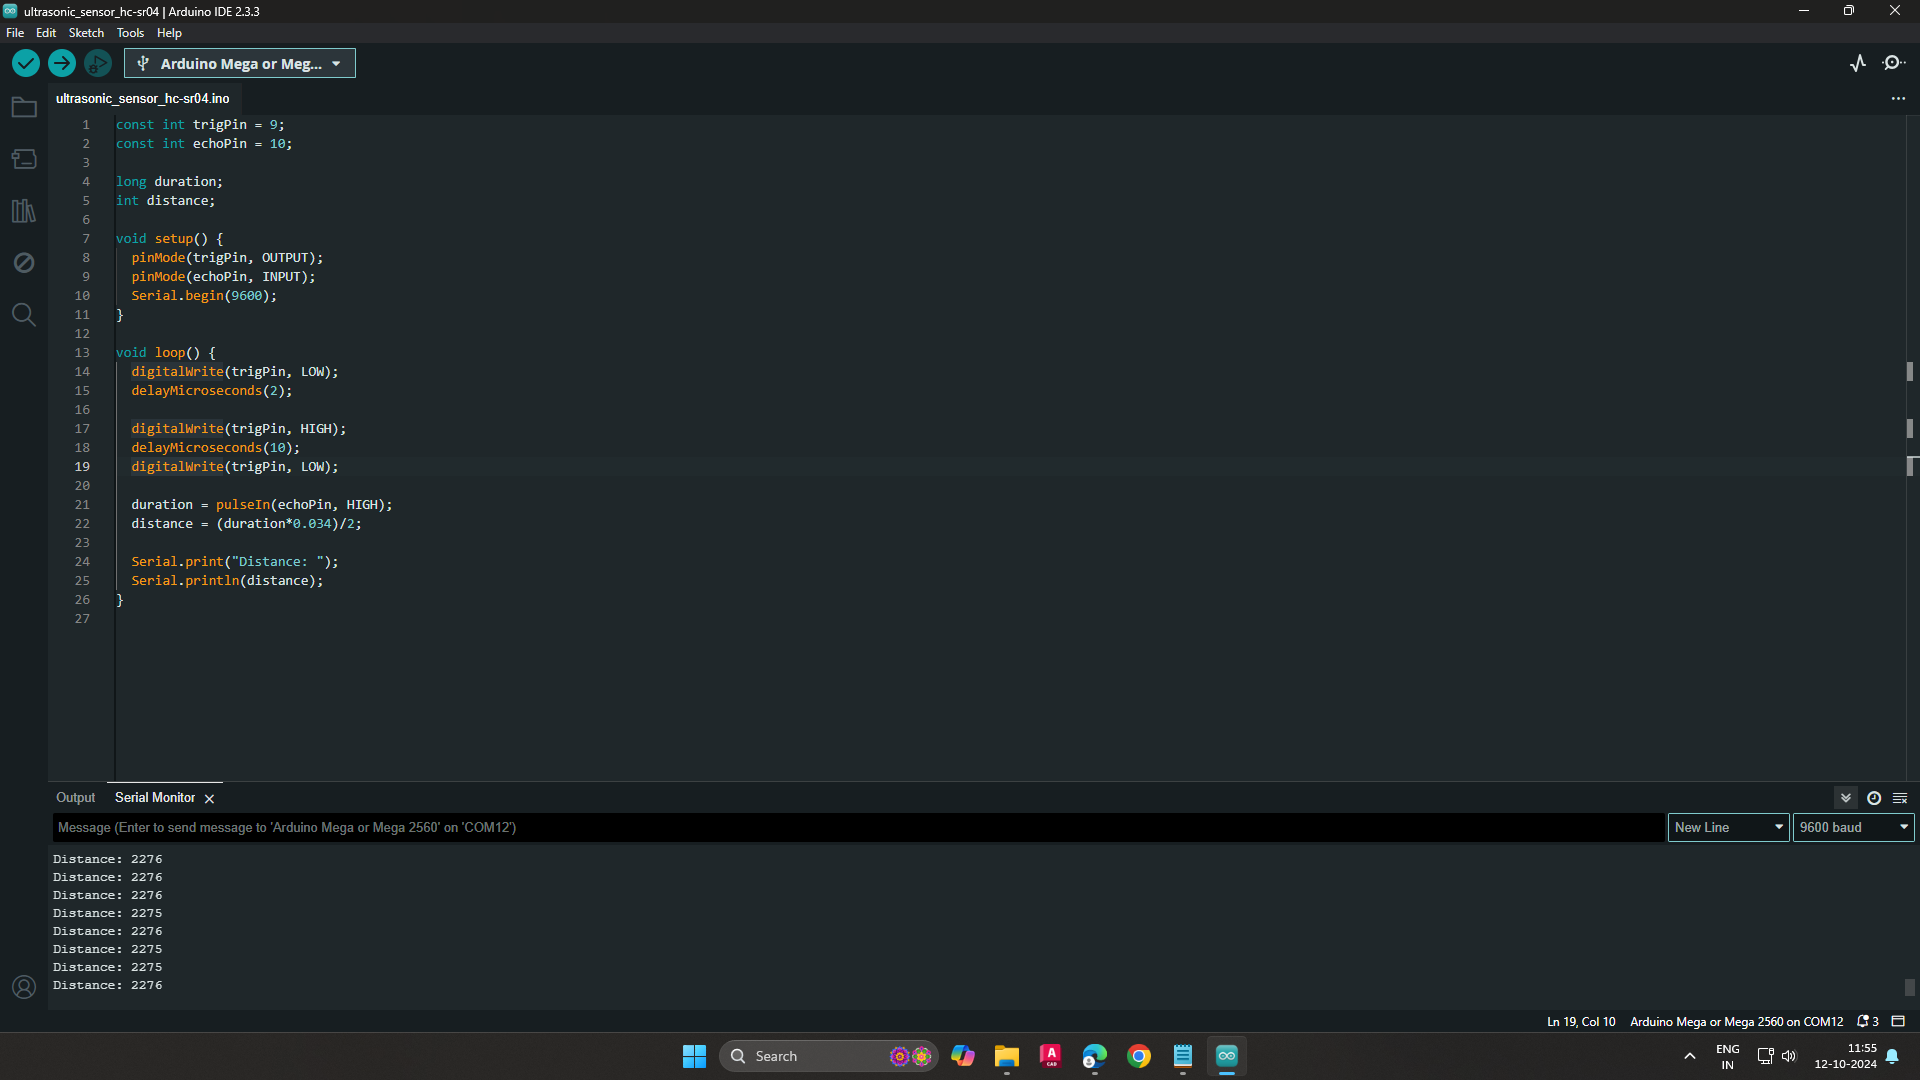 ultrasonic_sensor_hc-sr04 | Arduino IDE 2.3.3
File Edit Sketch Tools Help
Arduino Mega or Meg...
ultrasonic_sensor_hc-sr04.ino
1 const int trigPin = 9;
2 const int echoPin = 10;
3
4 long duration;
5 int distance;
6
7 void setup() {
8   pinMode(trigPin, OUTPUT);
9   pinMode(echoPin, INPUT);
10   Serial.begin(9600);
11 }
12
13 void loop() {
14   digitalWrite(trigPin, LOW);
15   delayMicroseconds(2);
16
17   digitalWrite(trigPin, HIGH);
18   delayMicroseconds(10);
19   digitalWrite(trigPin, LOW);
20
21   duration = pulseIn(echoPin, HIGH);
22   distance = (duration*0.034)/2;
23
24   Serial.print("Distance: ");
25   Serial.println(distance);
26 }
27
Output Serial Monitor
Message (Enter to send message to 'Arduino Mega or Mega 2560' on 'COM12') New Line 9600 baud
Distance: 2276
Distance: 2276
Distance: 2276
Distance: 2275
Distance: 2276
Distance: 2275
Distance: 2275
Distance: 2276
Ln 19, Col 10 Arduino Mega or Mega 2560 on COM12 3
Search A CAD ENG 11:55
IN 12-10-2024